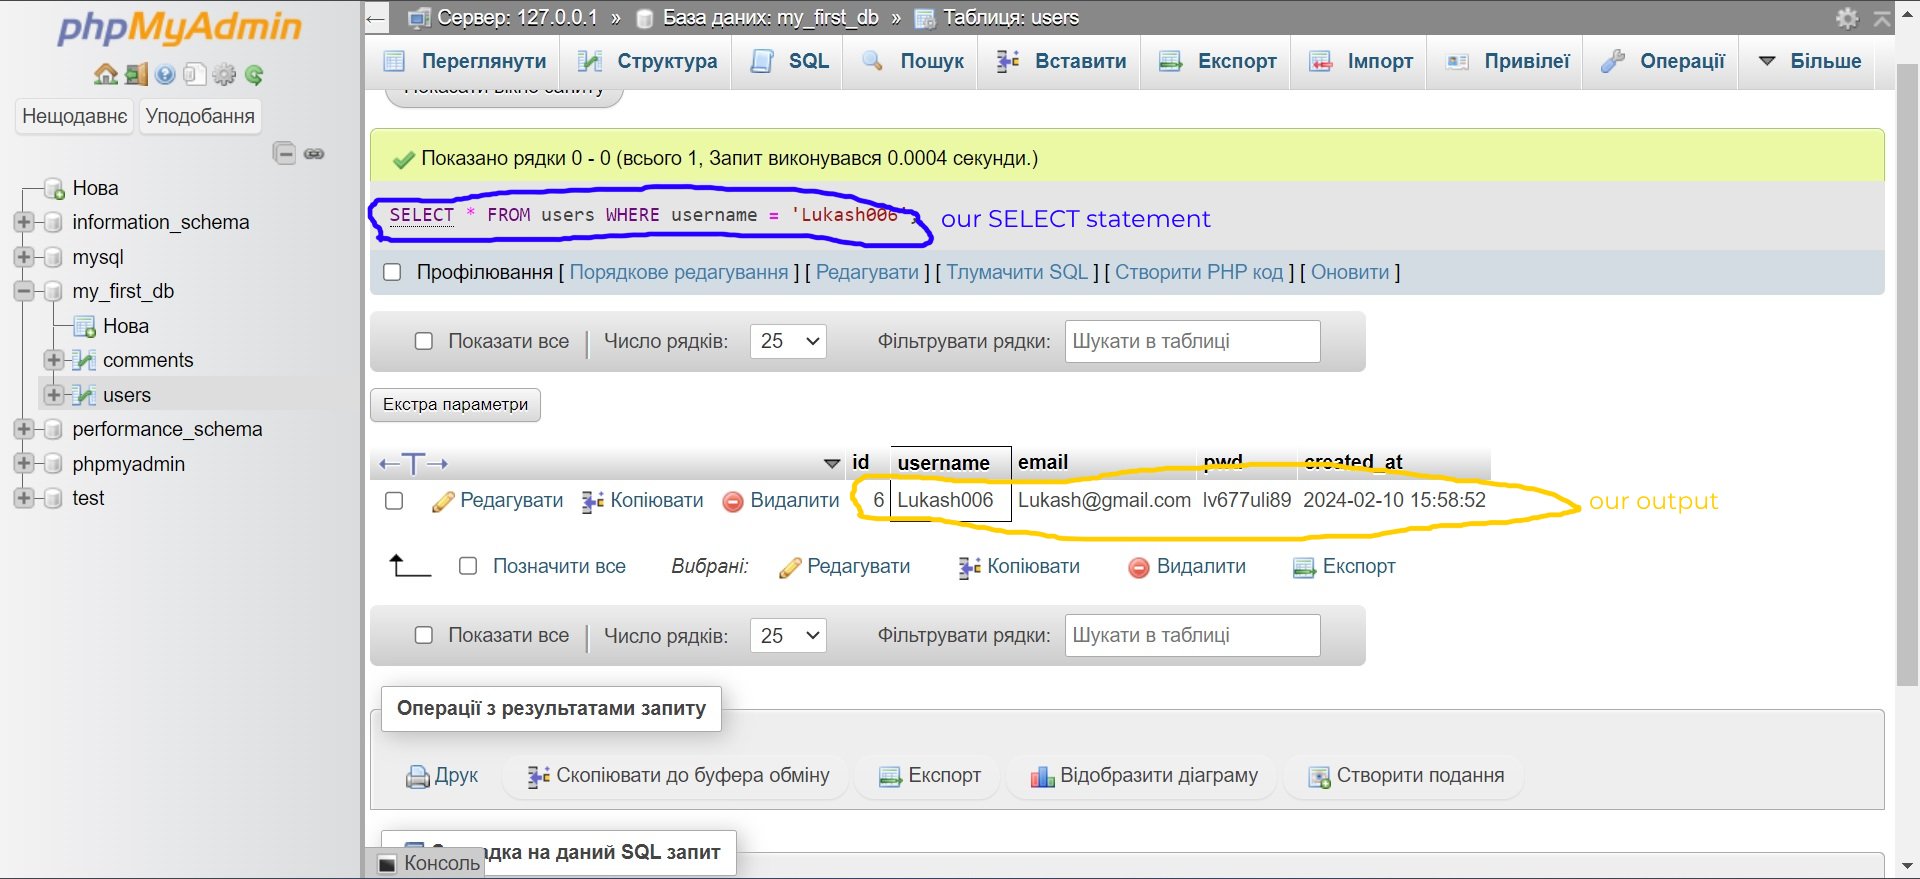 phpMyAdmin
Нещодавнє Уподобання
Нова
information_schema
mysql
my_first_db
Нова
comments
users
performance_schema
phpmyadmin
test
Сервер: 127.0.0.1 » База даних: my_first_db » Таблиця: users
Переглянути Структура SQL Пошук Вставити Експорт Імпорт Привілеї Операції Більше
Показати вікно запиту
Показано рядки 0 - 0 (всього 1, Запит виконувався 0.0004 секунди.)
SELECT * FROM users WHERE username = 'Lukash006';
our SELECT statement
Профілювання [ Порядкове редагування ] [ Редагувати ] [ Тлумачити SQL ] [ Створити PHP код ] [ Оновити ]
Показати все | Число рядків: 25 Фільтрувати рядки: Шукати в таблиці
Екстра параметри
id username email pwd created_at
Редагувати Копіювати Видалити 6 Lukash006 Lukash@gmail.com lv677uli89 2024-02-10 15:58:52
our output
Позначити все Вибрані: Редагувати Копіювати Видалити Експорт
Показати все | Число рядків: 25 Фільтрувати рядки: Шукати в таблиці
Операції з результатами запиту
Друк Скопіювати до буфера обміну Експорт Відобразити діаграму Створити подання
на даний SQL запит
Консоль